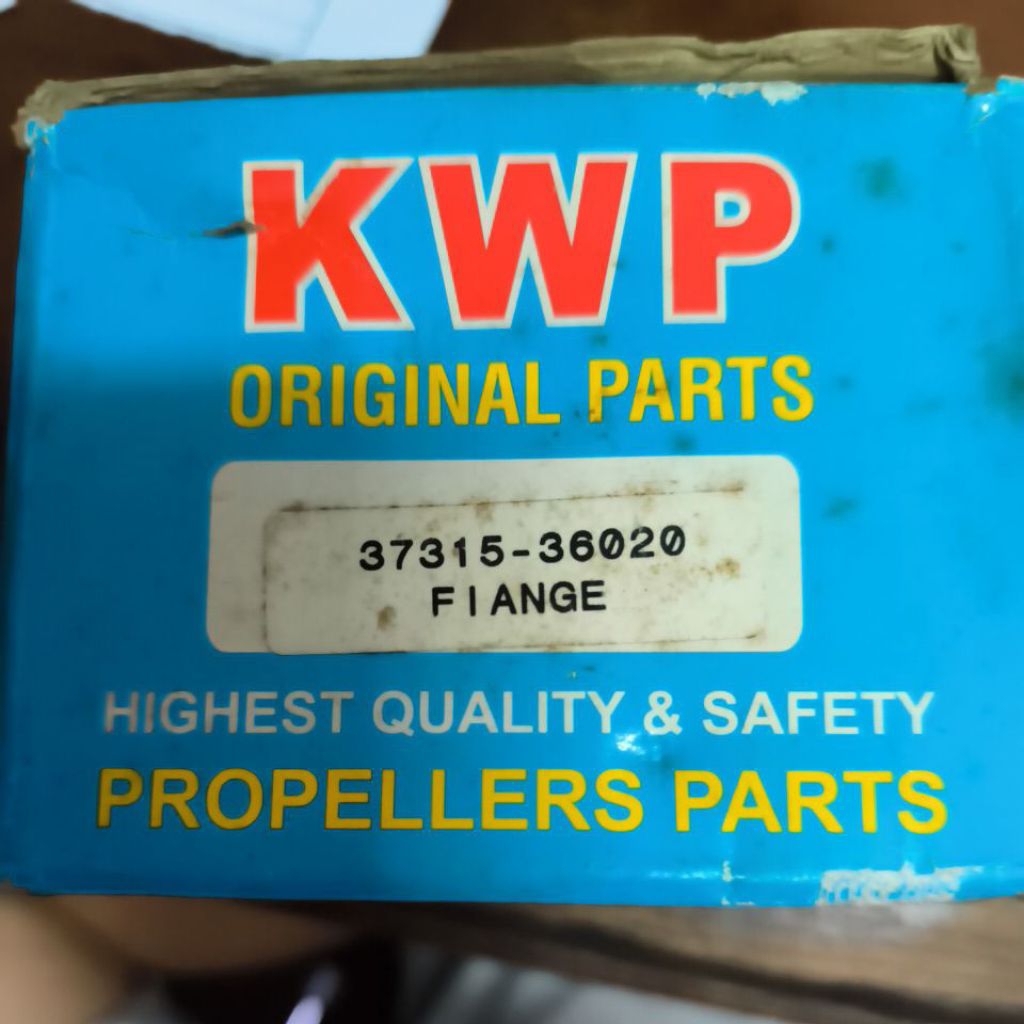 KWP
ORIGINAL PARTS
37315-36020
FIANGE
HIGHEST QUALITY & SAFETY
PROPELLERS PARTS